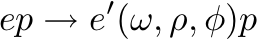 ep → e′(ω, ρ, ϕ)p